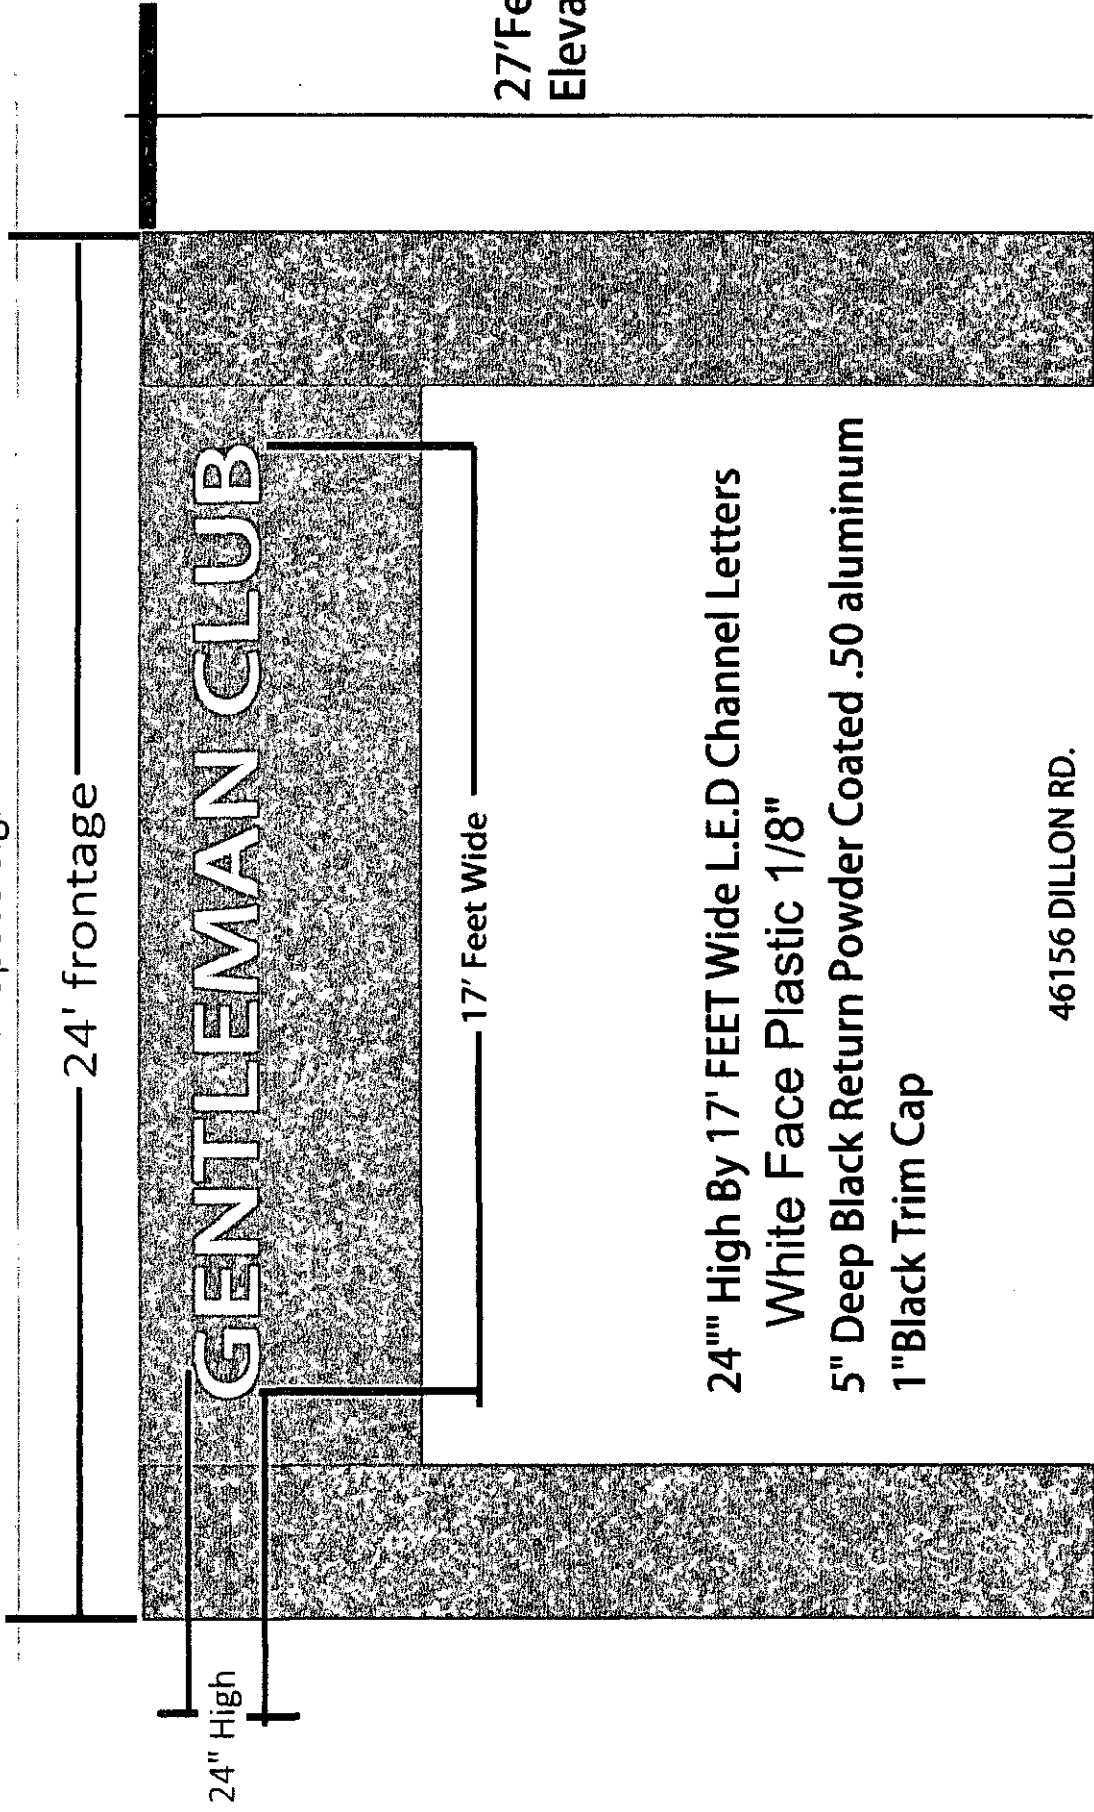 24' frontage
GENTLEMAN CLUB
24" High
17' Feet Wide
27'Fe
Eleva
24"" High By 17' FEET Wide L.E.D Channel Letters
White Face Plastic 1/8"
5" Deep Black Return Powder Coated .50 aluminum
1"Black Trim Cap
46156 DILLON RD.